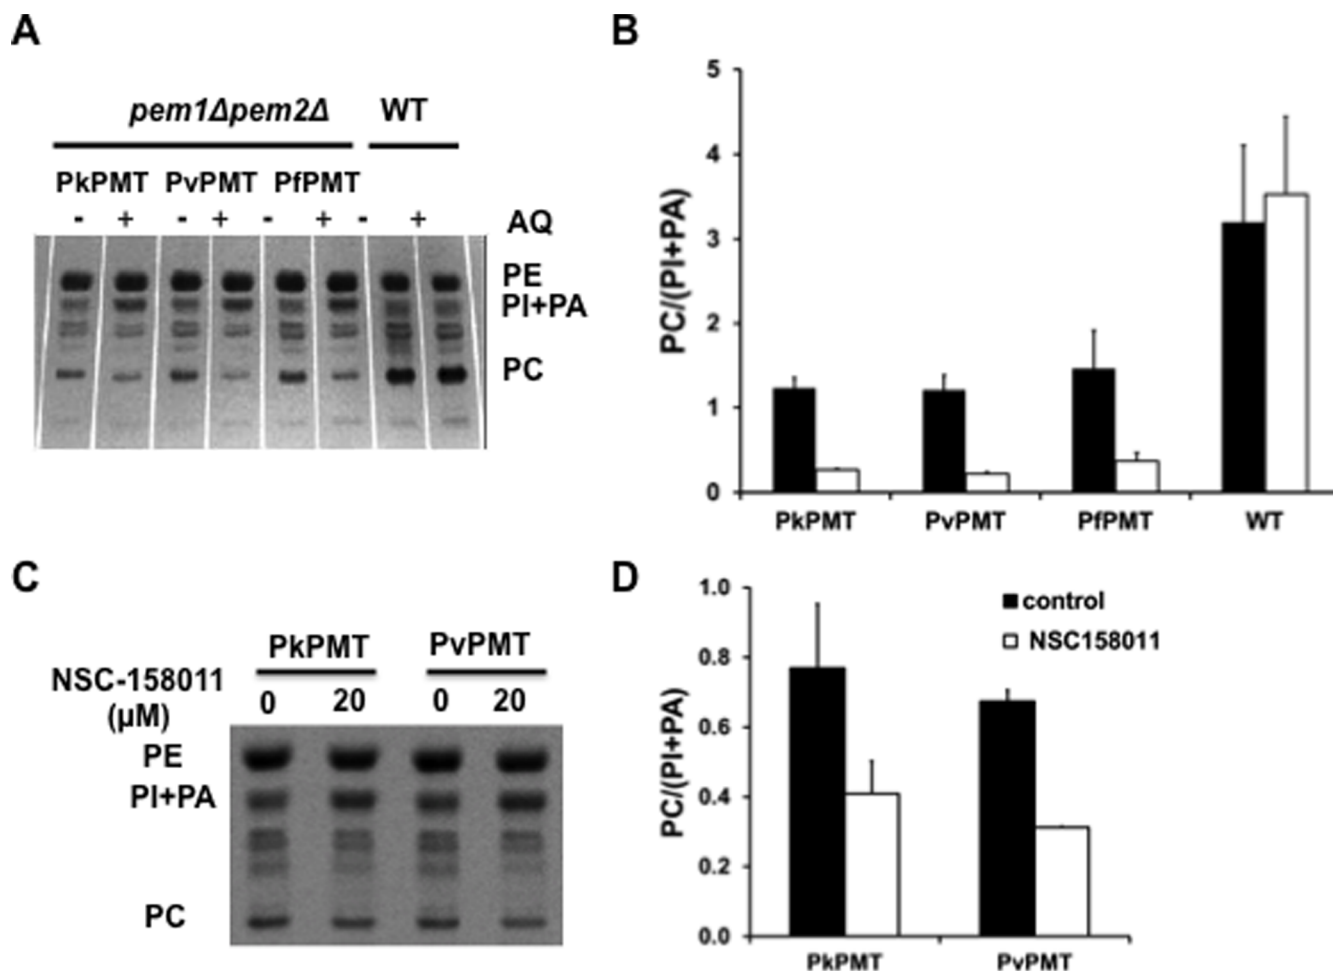 A
pem1Δpem2Δ WT
PkPMT PvPMT PfPMT
- + - + - + - + AQ
PE
PI+PA
PC
B
PC/(PI+PA)
5
4
3
2
1
0
PkPMT PvPMT PfPMT WT
C
PkPMT PvPMT
NSC-158011
(µM)
0 20 0 20
PE
PI+PA
PC
D
PC/(PI+PA)
1.0
0.8
0.6
0.4
0.2
0.0
control
NSC158011
PkPMT PvPMT